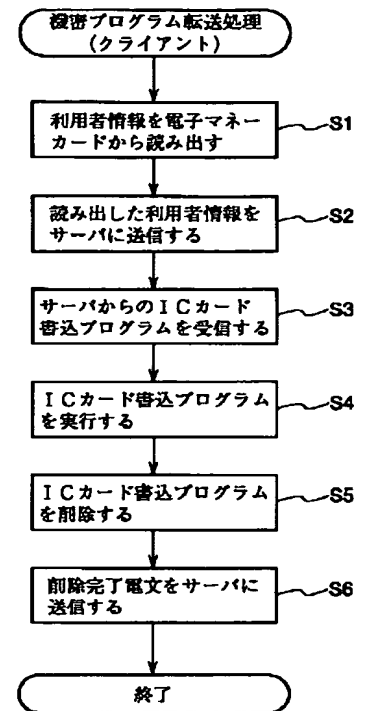 機密プログラム転送処理
(クライアント)
利用者情報を電子マネー
カードから読み出す
S1
読み出した利用者情報を
サーバに送信する
S2
サーバからのＩＣカード
書込プログラムを受信する
S3
ＩＣカード書込プログラム
を実行する
S4
ＩＣカード書込プログラム
を削除する
S5
削除完了電文をサーバに
送信する
S6
終了